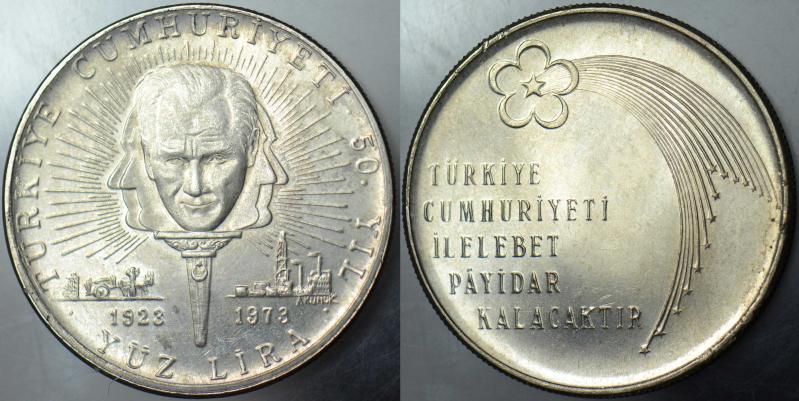 TÜRKİYE CUMHURİYETİ 50. YIL
1923 1973
AKUNUK
· YÜZ LİRA ·
TÜRKİYE
CUMHURİYETİ
İLELEBET
PÂYİDAR
KALACAKTIR